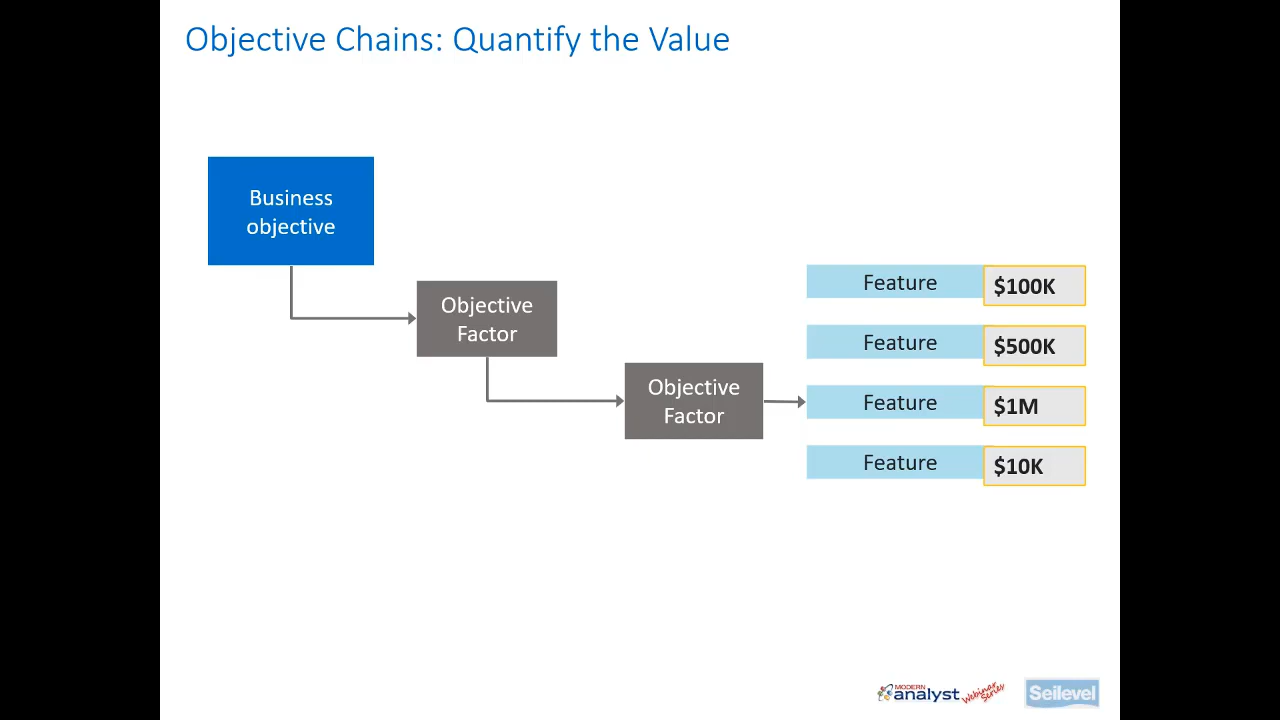 Objective Chains: Quantify the Value
Business
objective
Objective
Factor
Objective
Factor
Feature $100K
Feature $500K
Feature $1M
Feature $10K
MODERN
analyst Webinar
Series
Seilevel